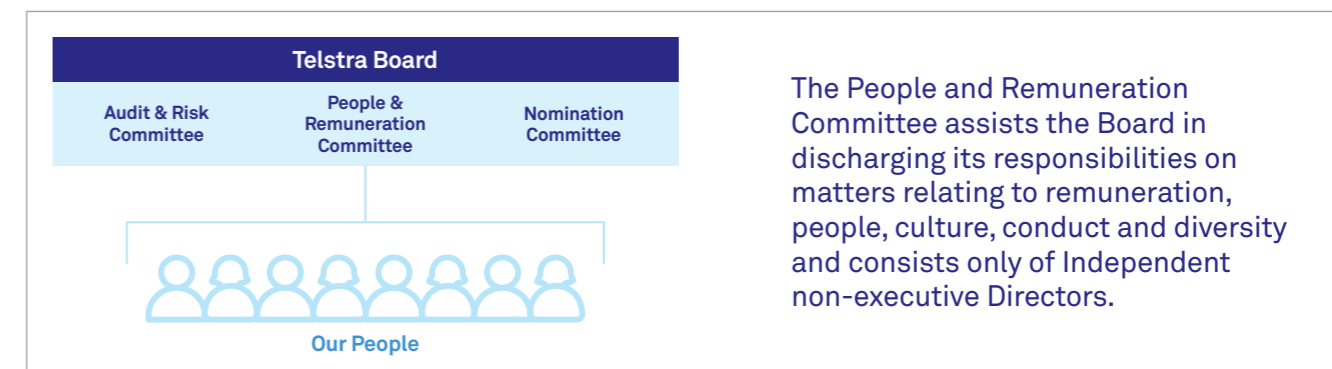 Telstra Board
Audit & Risk
Committee
People &
Remuneration
Committee
Nomination
Committee
Our People
The People and Remuneration
Committee assists the Board in
discharging its responsibilities on
matters relating to remuneration,
people, culture, conduct and diversity
and consists only of Independent
non-executive Directors.